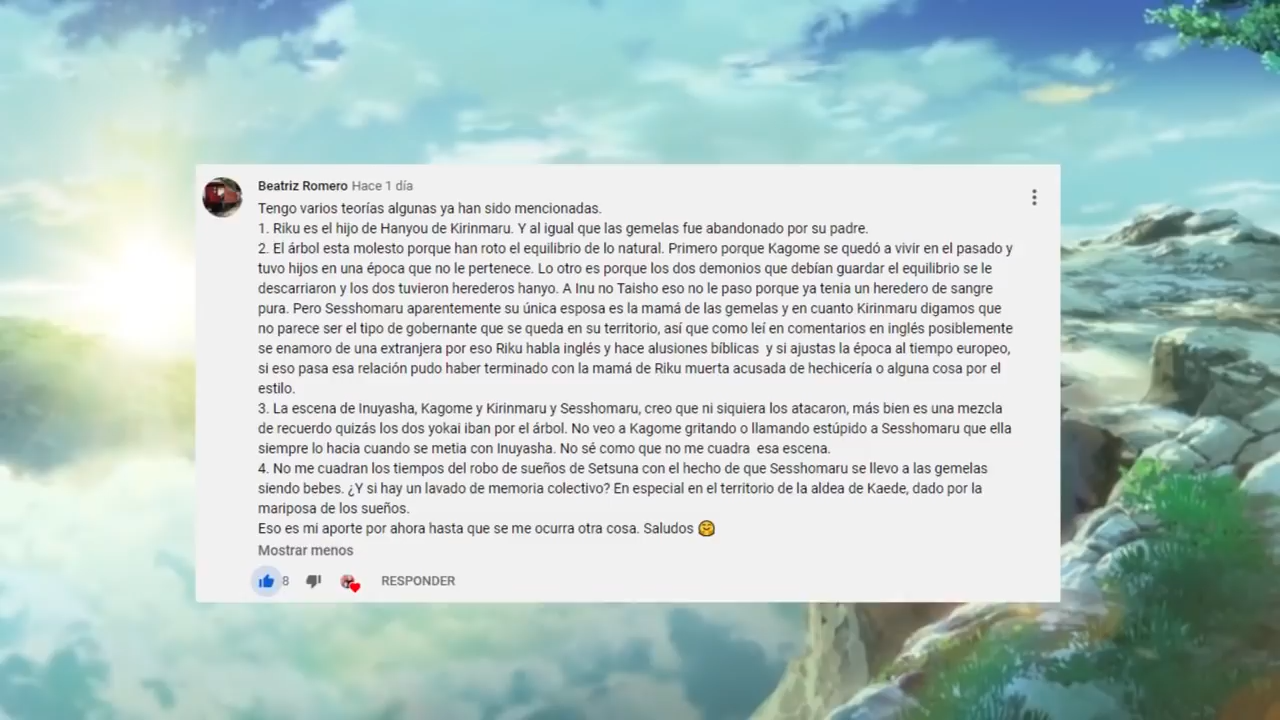 Beatriz Romero Hace 1 día
Tengo varios teorías algunas ya han sido mencionadas.
1. Riku es el hijo de Hanyou de Kirinmaru. Y al igual que las gemelas fue abandonado por su padre.
2. El árbol esta molesto porque han roto el equilibrio de lo natural. Primero porque Kagome se quedó a vivir en el pasado y
tuvo hijos en una época que no le pertenece. Lo otro es porque los dos demonios que debían guardar el equilibrio se le
descarriaron y los dos tuvieron herederos hanyo. A Inu no Taisho eso no le paso porque ya tenia un heredero de sangre
pura. Pero Sesshomaru aparentemente su única esposa es la mamá de las gemelas y en cuanto Kirinmaru digamos que
no parece ser el tipo de gobernante que se queda en su territorio, así que como leí en comentarios en inglés posiblemente
se enamoro de una extranjera por eso Riku habla inglés y hace alusiones bíblicas y si ajustas la época al tiempo europeo,
si eso pasa esa relación pudo haber terminado con la mamá de Riku muerta acusada de hechicería o alguna cosa por el
estilo.
3. La escena de Inuyasha, Kagome y Kirinmaru y Sesshomaru, creo que ni siquiera los atacaron, más bien es una mezcla
de recuerdo quizás los dos yokai iban por el árbol. No veo a Kagome gritando o llamando estúpido a Sesshomaru que ella
siempre lo hacia cuando se metia con Inuyasha. No sé como que no me cuadra esa escena.
4. No me cuadran los tiempos del robo de sueños de Setsuna con el hecho de que Sesshomaru se llevo a las gemelas
siendo bebes. ¿Y si hay un lavado de memoria colectivo? En especial en el territorio de la aldea de Kaede, dado por la
mariposa de los sueños.
Eso es mi aporte por ahora hasta que se me ocurra otra cosa. Saludos 🤗
Mostrar menos
8 RESPONDER